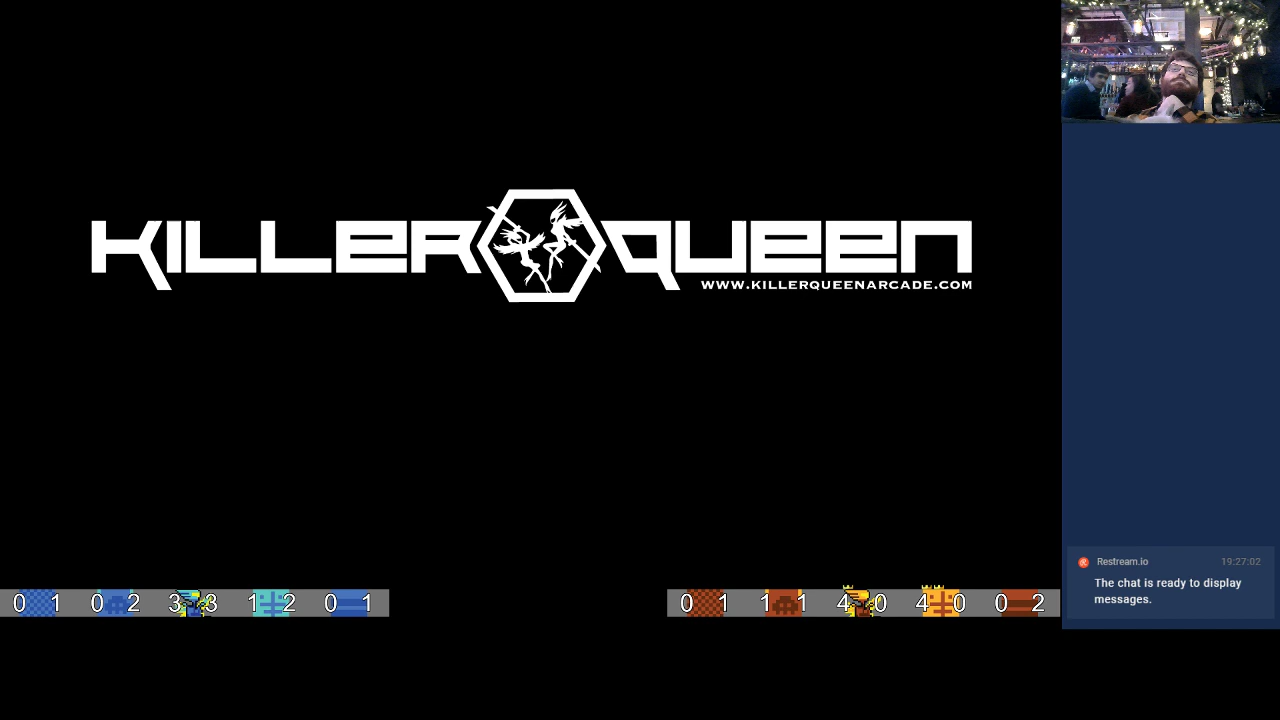 KILLER QUEEN
WWW.KILLERQUEENARCADE.COM
Restream.io 19:27:02
The chat is ready to display
messages.
0 1 0 2 3 3 1 2 0 1
0 1 1 1 4 0 4 0 0 2